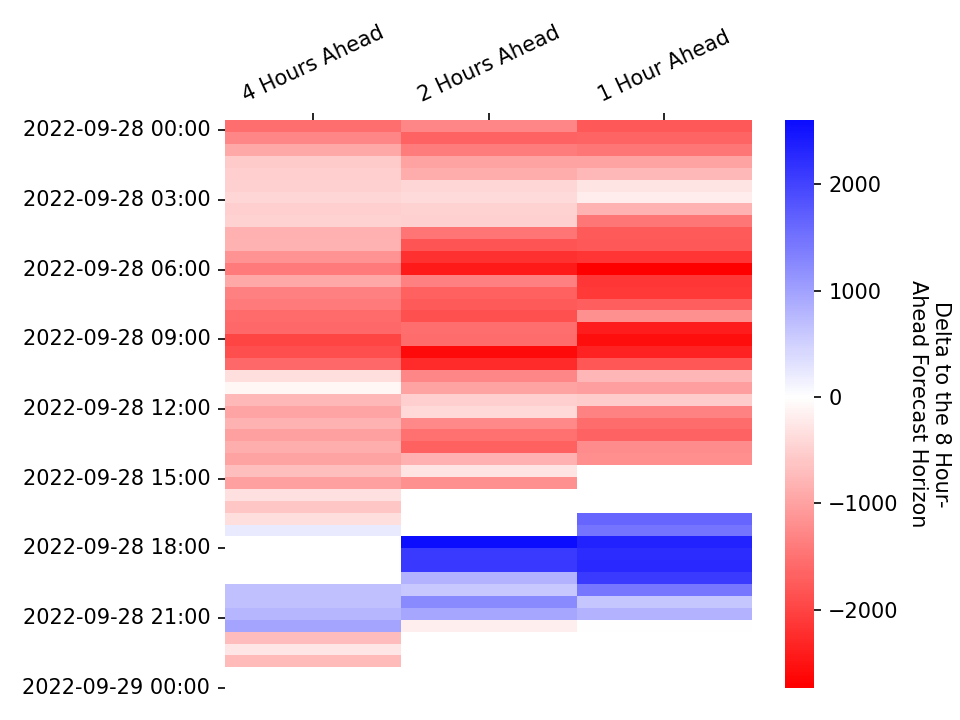 4 Hours Ahead
2 Hours Ahead
1 Hour Ahead
2022-09-28 00:00
2022-09-28 03:00
2022-09-28 06:00
2022-09-28 09:00
2022-09-28 12:00
2022-09-28 15:00
2022-09-28 18:00
2022-09-28 21:00
2022-09-29 00:00
2000
1000
0
−1000
−2000
Delta to the 8 Hour-
Ahead Forecast Horizon